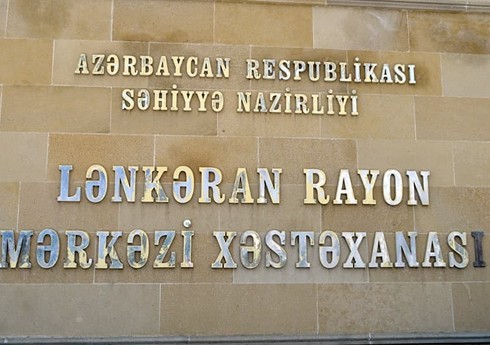 AZƏRBAYCAN RESPUBLİKASI
SƏHİYYƏ NAZİRLİYİ
LƏNKƏRAN RAYON
MƏRKƏZİ XƏSTƏXANASI